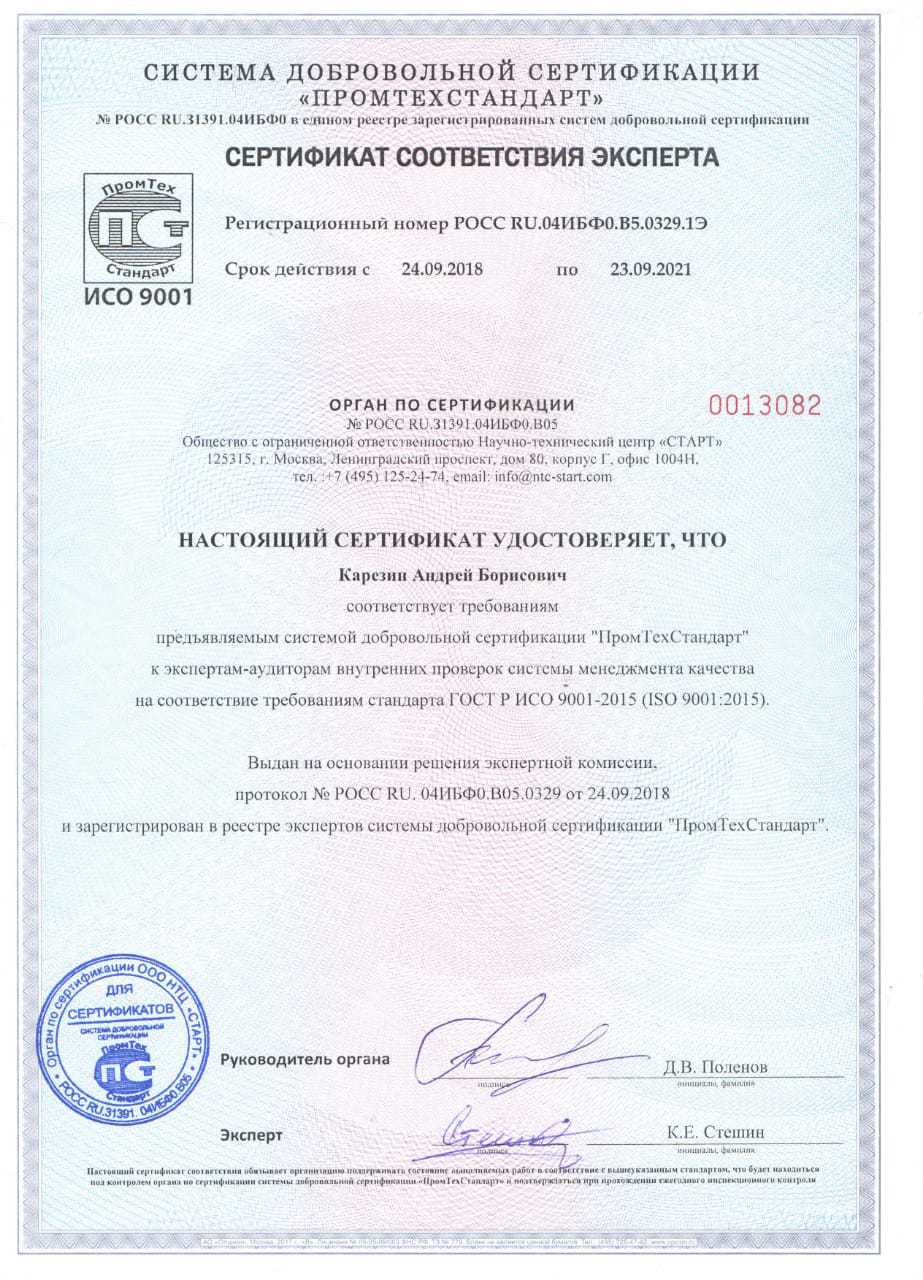 СИСТЕМА ДОБРОВОЛЬНОЙ СЕРТИФИКАЦИИ
«ПРОМТЕХСТАНДАРТ»
№ РОСС RU.31391.04ИБФ0 в едином реестре зарегистрированных систем добровольной сертификации
СЕРТИФИКАТ СООТВЕТСТВИЯ ЭКСПЕРТА
ПромТех
ПСТ
Стандарт
ИСО 9001
Регистрационный номер РОСС RU.04ИБФ0.В5.0329.1Э
Срок действия с 24.09.2018 по 23.09.2021
ОРГАН ПО СЕРТИФИКАЦИИ
0013082
№ РОСС RU.31391.04ИБФ0.В05
Общество с ограниченной ответственностью Научно-технический центр «СТАРТ»
125315, г. Москва, Ленинградский проспект, дом 80, корпус Г, офис 1004Н,
тел. :+7 (495) 125-24-74, email: info@ntc-start.com
НАСТОЯЩИЙ СЕРТИФИКАТ УДОСТОВЕРЯЕТ, ЧТО
Карезин Андрей Борисович
соответствует требованиям
предъявляемым системой добровольной сертификации "ПромТехСтандарт"
к экспертам-аудиторам внутренних проверок системы менеджмента качества
на соответствие требованиям стандарта ГОСТ Р ИСО 9001-2015 (ISO 9001:2015).
Выдан на основании решения экспертной комиссии,
протокол № РОСС RU. 04ИБФ0.В05.0329 от 24.09.2018
и зарегистрирован в реестре экспертов системы добровольной сертификации "ПромТехСтандарт".
Орган по сертификации ООО НТЦ «СТАРТ»
ДЛЯ
СЕРТИФИКАТОВ
СИСТЕМА ДОБРОВОЛЬНОЙ
СЕРТИФИКАЦИИ
ПромТех
ПСТ
Стандарт
РОСС RU.31391. 04ИБФ0.В05
Руководитель органа
Д.В. Поленов
подпись
инициалы, фамилия
Эксперт
Стешин
К.Е. Стешин
подпись
инициалы, фамилия
Настоящий сертификат соответствия обязывает организацию поддерживать состояние выполняемых работ в соответствие с вышеуказанным стандартом, что будет находиться
под контролем органа по сертификации системы добровольной сертификации «ПромТехСтандарт» и подтверждаться при прохождении ежегодного инспекционного контроля